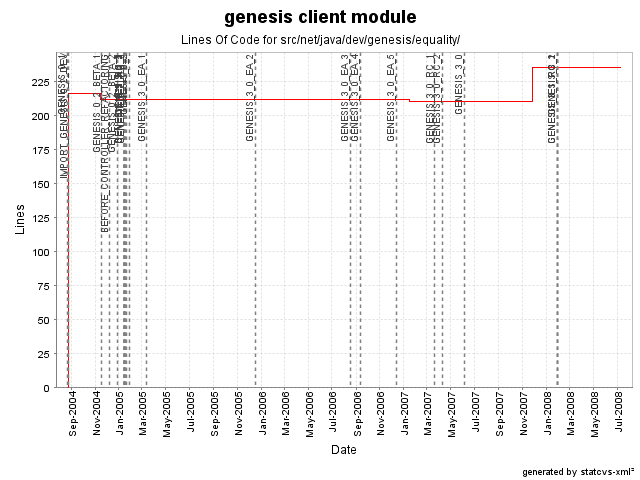 genesis client module
Lines Of Code for src/net/java/dev/genesis/equality/
Lines
225
200
175
150
125
100
75
50
25
0
BEFORE_CONTROLLER_REFACTORING
GENESIS_3_0_EA_1
GENESIS_3_0_EA_2
GENESIS_3_0_EA_3
GENESIS_3_0_EA_4
GENESIS_3_0_EA_5
GENESIS_3_0_RC_1
GENESIS_3_0_RC_2
GENESIS_3_0
Sep-2004
Nov-2004
Jan-2005
Mar-2005
May-2005
Jul-2005
Sep-2005
Nov-2005
Jan-2006
Mar-2006
May-2006
Jul-2006
Sep-2006
Nov-2006
Jan-2007
Mar-2007
May-2007
Jul-2007
Sep-2007
Nov-2007
Jan-2008
Mar-2008
May-2008
Jul-2008
Date
generated by statcvs-xml²